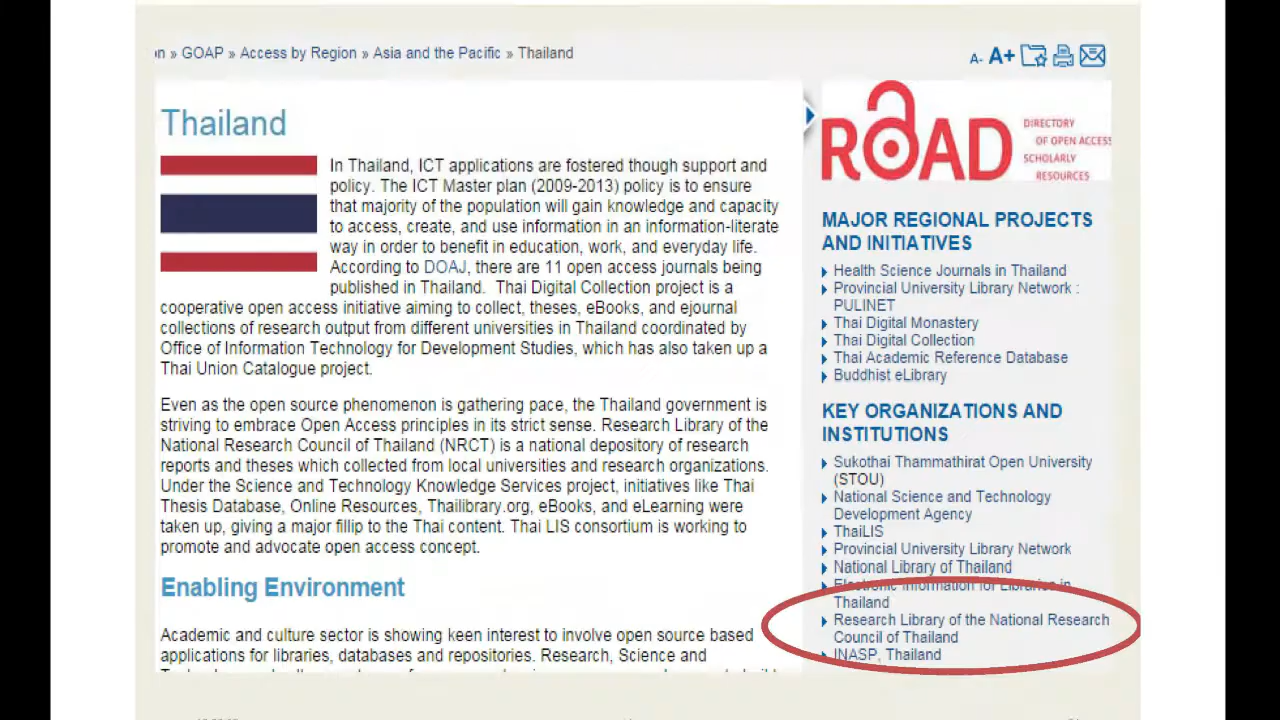 on » GOAP » Access by Region » Asia and the Pacific » Thailand
A- A+
Thailand
In Thailand, ICT applications are fostered though support and
policy. The ICT Master plan (2009-2013) policy is to ensure
that majority of the population will gain knowledge and capacity
to access, create, and use information in an information-literate
way in order to benefit in education, work, and everyday life.
According to DOAJ, there are 11 open access journals being
published in Thailand. Thai Digital Collection project is a
cooperative open access initiative aiming to collect, theses, eBooks, and ejournal
collections of research output from different universities in Thailand coordinated by
Office of Information Technology for Development Studies, which has also taken up a
Thai Union Catalogue project.
Even as the open source phenomenon is gathering pace, the Thailand government is
striving to embrace Open Access principles in its strict sense. Research Library of the
National Research Council of Thailand (NRCT) is a national depository of research
reports and theses which collected from local universities and research organizations.
Under the Science and Technology Knowledge Services project, initiatives like Thai
Thesis Database, Online Resources, Thailibrary.org, eBooks, and eLearning were
taken up, giving a major fillip to the Thai content. Thai LIS consortium is working to
promote and advocate open access concept.
Enabling Environment
Academic and culture sector is showing keen interest to involve open source based
applications for libraries, databases and repositories. Research, Science and
ROAD
DIRECTORY
OF OPEN ACCESS
SCHOLARLY
RESOURCES
MAJOR REGIONAL PROJECTS
AND INITIATIVES
Health Science Journals in Thailand
Provincial University Library Network :
PULINET
Thai Digital Monastery
Thai Digital Collection
Thai Academic Reference Database
Buddhist eLibrary
KEY ORGANIZATIONS AND
INSTITUTIONS
Sukothai Thammathirat Open University
(STOU)
National Science and Technology
Development Agency
ThaiLIS
Provincial University Library Network
National Library of Thailand
Electronic Information for Libraries in
Thailand
Research Library of the National Research
Council of Thailand
INASP, Thailand